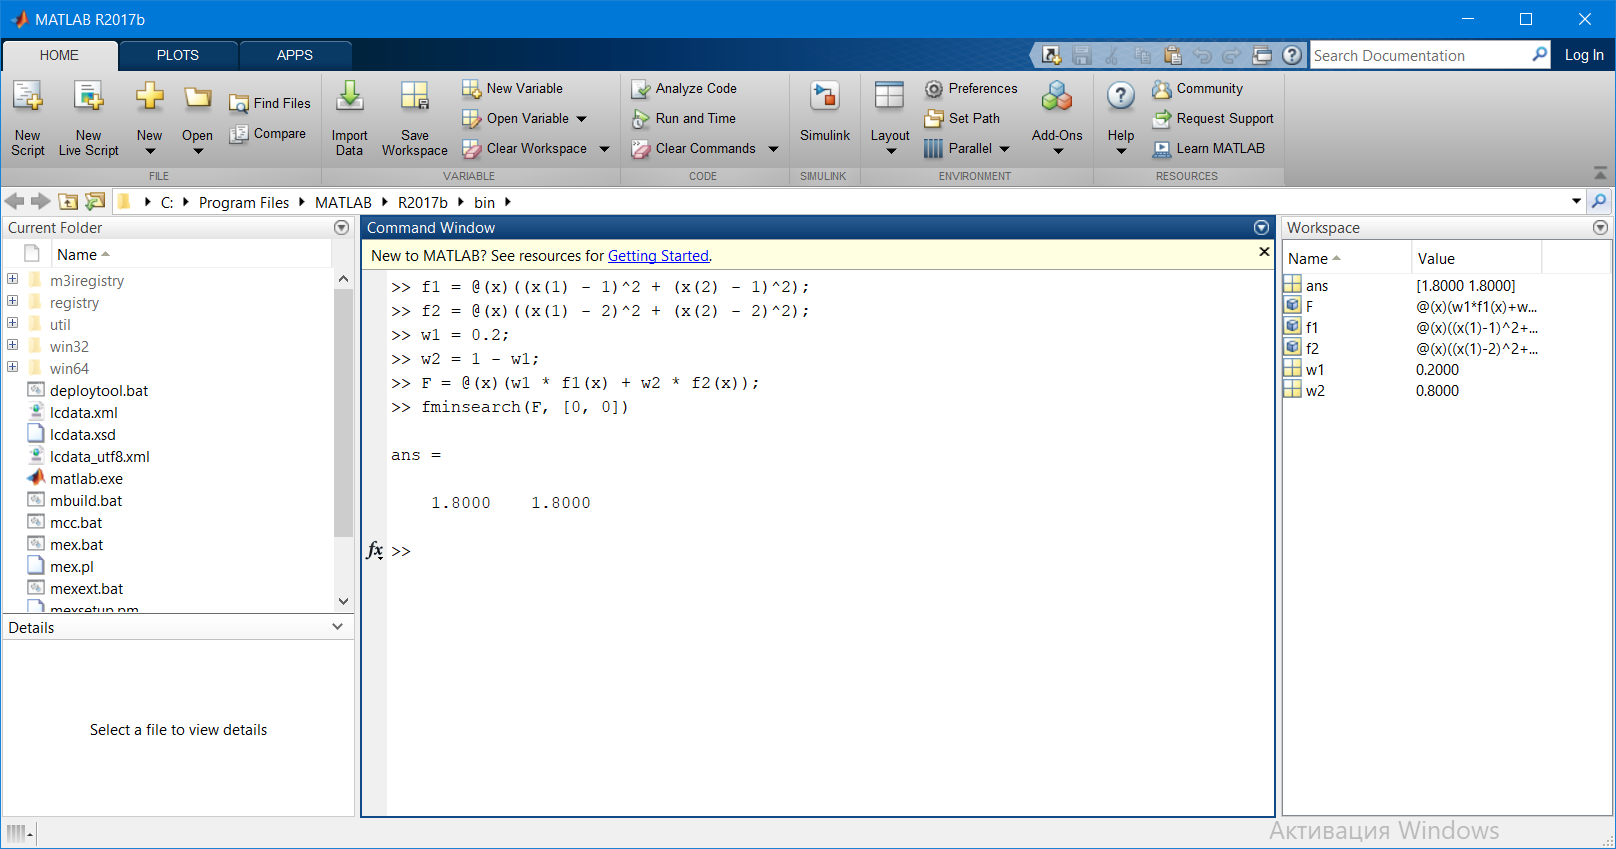 MATLAB R2017b
HOME PLOTS APPS
Search Documentation
Log In
New Script
New Live Script
New
Open
Find Files
Compare
FILE
Import Data
Save Workspace
New Variable
Open Variable
Clear Workspace
VARIABLE
Analyze Code
Run and Time
Clear Commands
CODE
Simulink
SIMULINK
Layout
Preferences
Set Path
Parallel
Add-Ons
ENVIRONMENT
Help
Community
Request Support
Learn MATLAB
RESOURCES
C: Program Files MATLAB R2017b bin
Current Folder
Name
m3iregistry
registry
util
win32
win64
deploytool.bat
lcdata.xml
lcdata.xsd
lcdata_utf8.xml
matlab.exe
mbuild.bat
mcc.bat
mex.bat
mex.pl
mexext.bat
mexsetup.pm
Details
Select a file to view details
Command Window
New to MATLAB? See resources for Getting Started.
>> f1 = @(x)((x(1) - 1)^2 + (x(2) - 1)^2);
>> f2 = @(x)((x(1) - 2)^2 + (x(2) - 2)^2);
>> w1 = 0.2;
>> w2 = 1 - w1;
>> F = @(x)(w1 * f1(x) + w2 * f2(x));
>> fminsearch(F, [0, 0])
ans =
1.8000 1.8000
fx >>
Workspace
Name Value
ans [1.8000 1.8000]
F @(x)(w1*f1(x)+w...
f1 @(x)((x(1)-1)^2+...
f2 @(x)((x(1)-2)^2+...
w1 0.2000
w2 0.8000
Активация Windows